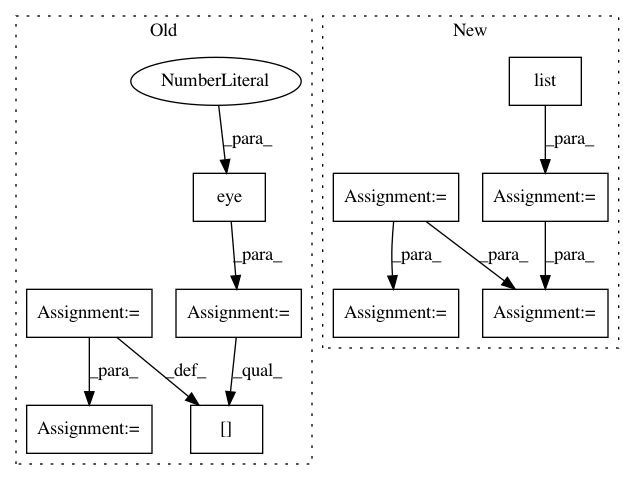 Old
New
NumberLiteral
list
_para_
_para_
eye
Assignment:=
Assignment:=
_para_
_para_
_para_
_para_
Assignment:=
Assignment:=
Assignment:=
Assignment:=
_para_
_def_
_qual_
Assignment:=
[]